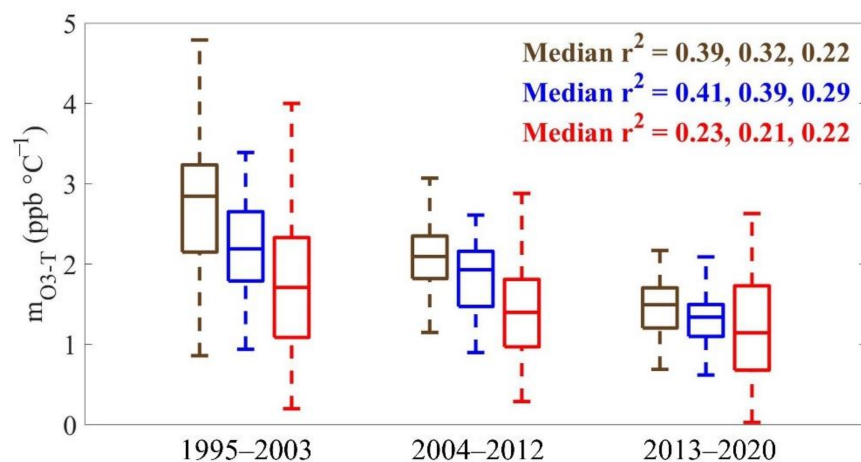 5
4
3
2
1
0
m_O3-T (ppb °C⁻¹)
Median r² = 0.39, 0.32, 0.22
Median r² = 0.41, 0.39, 0.29
Median r² = 0.23, 0.21, 0.22
1995–2003
2004–2012
2013–2020